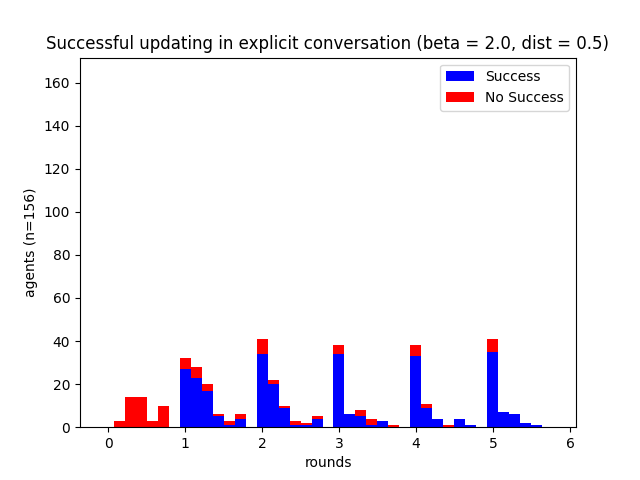 Successful updating in explicit conversation (beta = 2.0, dist = 0.5)
Success
No Success
160
140
120
100
80
60
40
20
0
agents (n=156)
0 1 2 3 4 5 6
rounds